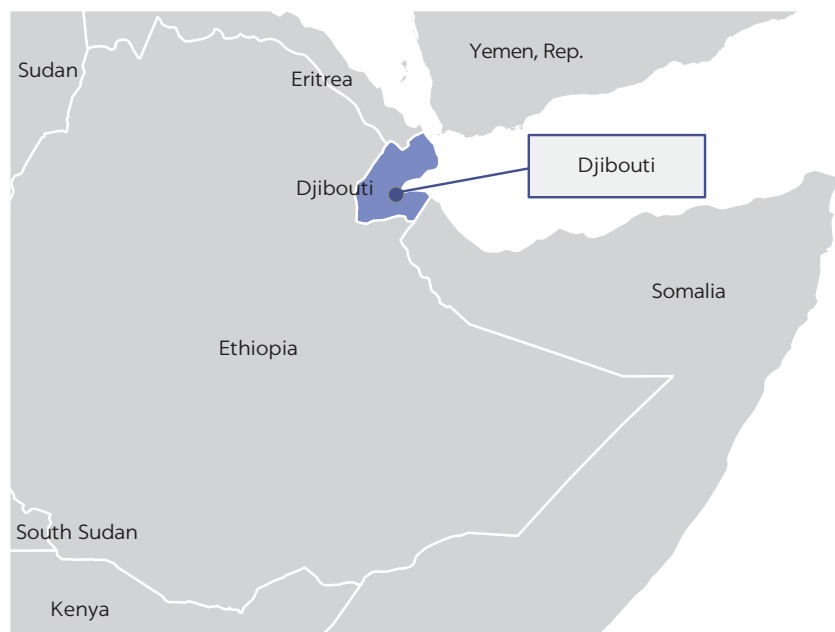 Yemen, Rep.
Sudan
Eritrea
Djibouti
Djibouti
Somalia
Ethiopia
South Sudan
Kenya